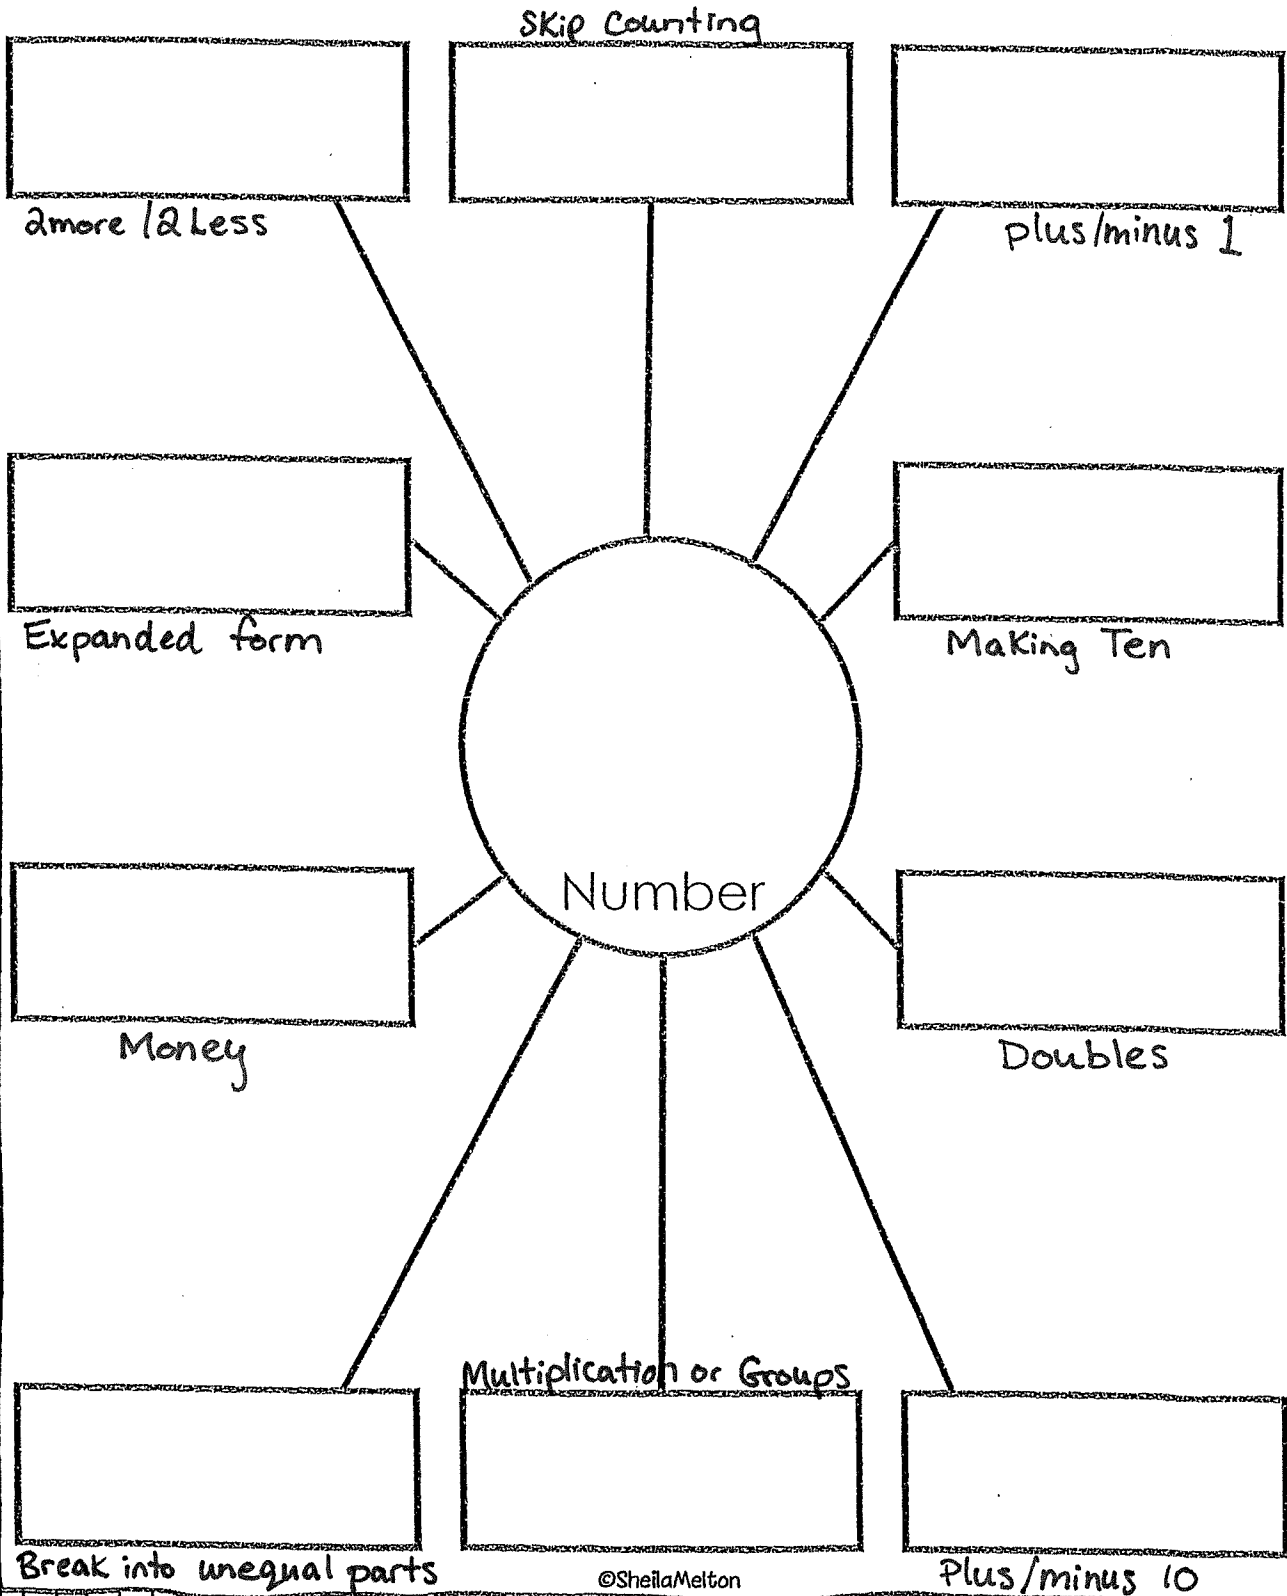 Skip Counting
2more/2Less
plus/minus 1
Expanded form
Making Ten
Number
Money
Doubles
Multiplication or Groups
Break into unequal parts
©SheilaMelton
Plus/minus 10